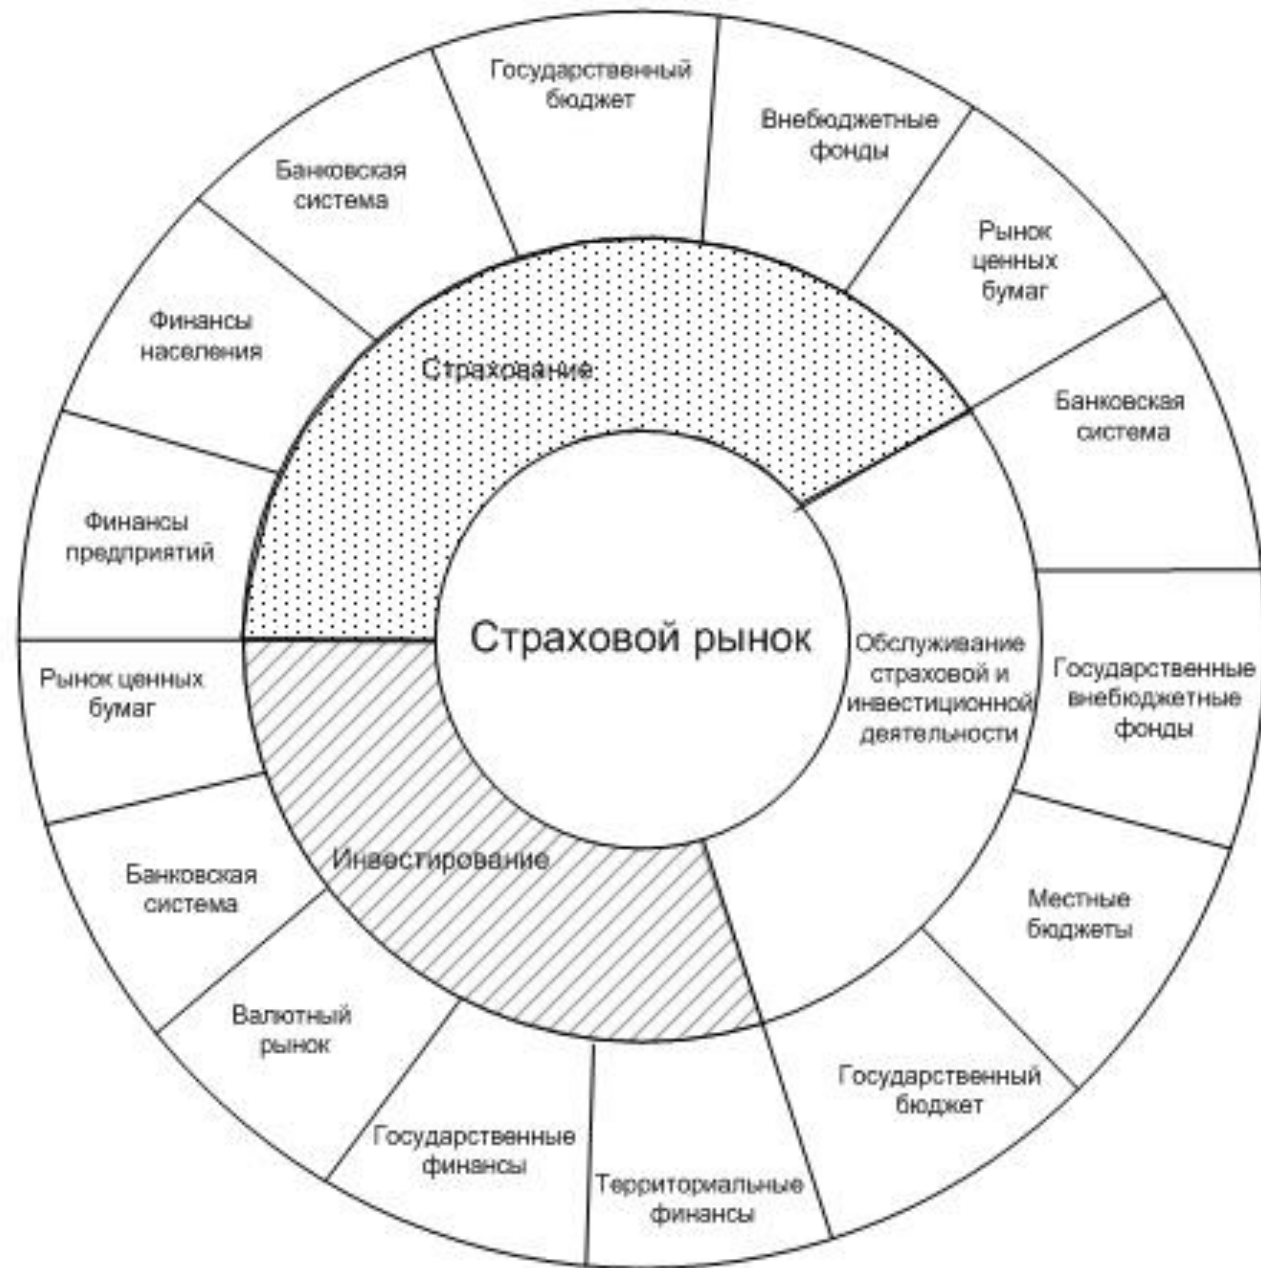 Государственный
бюджет
Внебюджетные
фонды
Рынок
ценных
бумаг
Банковская
система
Государственные
внебюджетные
фонды
Местные
бюджеты
Государственный
бюджет
Территориальные
финансы
Государственные
финансы
Валютный
рынок
Банковская
система
Рынок ценных
бумаг
Финансы
предприятий
Финансы
населения
Банковская
система
Страхование
Обслуживание
страховой и
инвестиционной
деятельности
Инвестирование
Страховой рынок